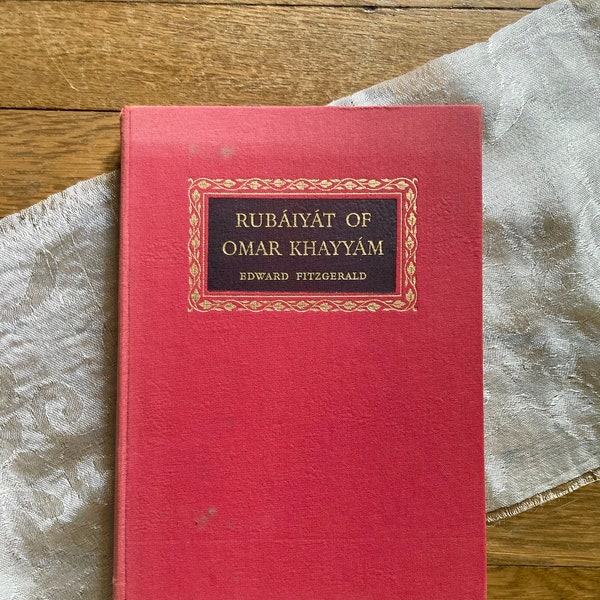 RUBÁIYÁT OF
OMAR KHAYYÁM
EDWARD FITZGERALD